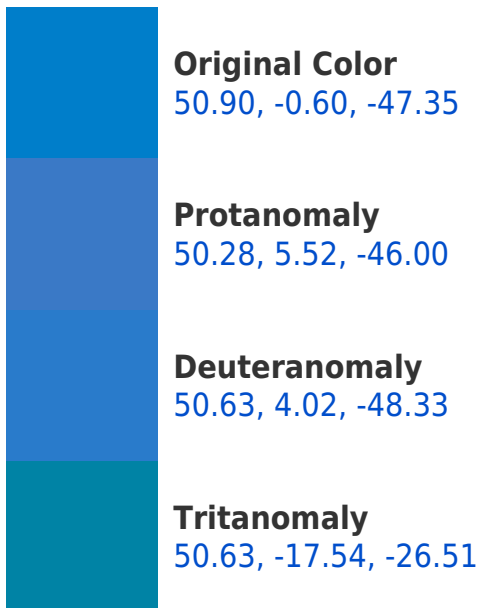 Original Color
50.90, -0.60, -47.35
Protanomaly
50.28, 5.52, -46.00
Deuteranomaly
50.63, 4.02, -48.33
Tritanomaly
50.63, -17.54, -26.51